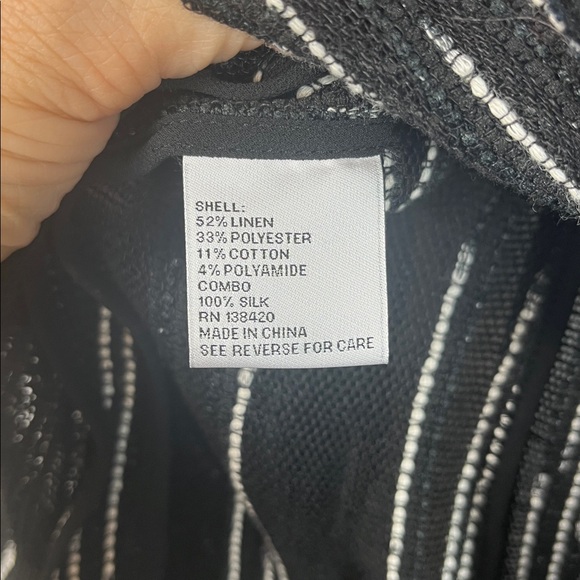 SHELL:
52% LINEN
33% POLYESTER
11% COTTON
4% POLYAMIDE
COMBO
100% SILK
RN 138420
MADE IN CHINA
SEE REVERSE FOR CARE